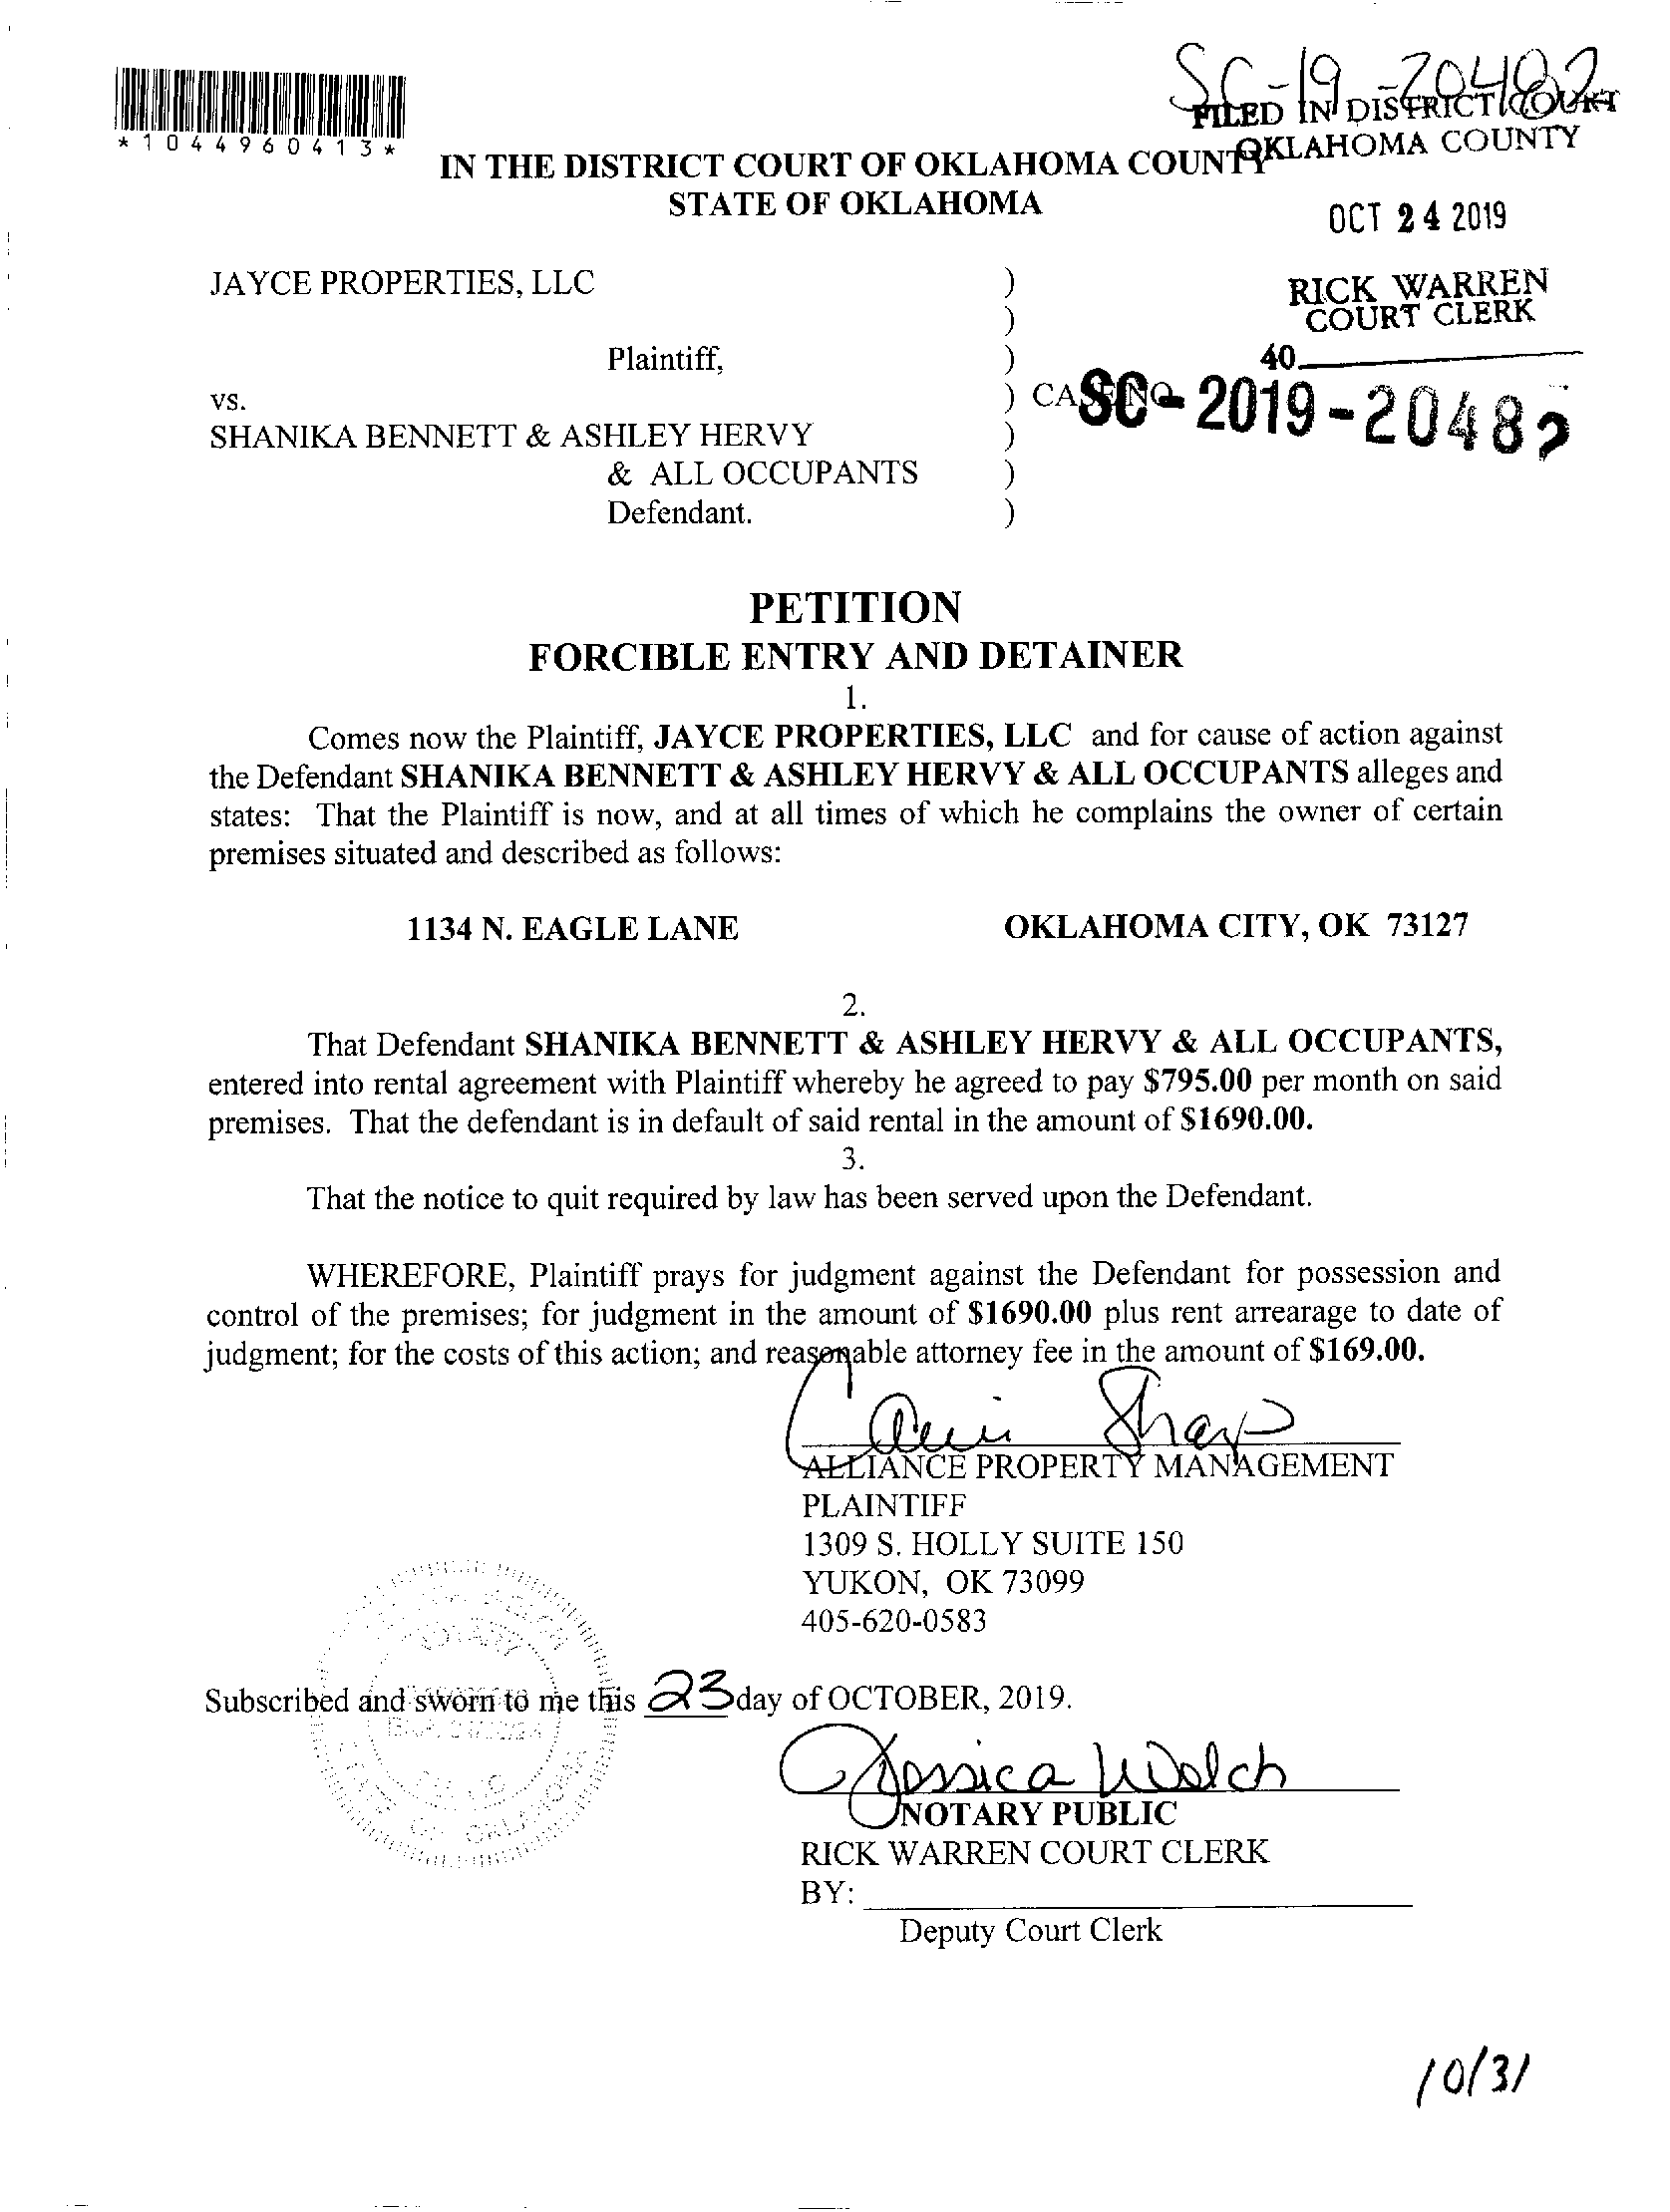 SC-19-20482
FILED IN DISTRICT COURT
OKLAHOMA COUNTY
*1044960413*
IN THE DISTRICT COURT OF OKLAHOMA COUNTY
STATE OF OKLAHOMA
OCT 24 2019
JAYCE PROPERTIES, LLC )
RICK WARREN
COURT CLERK
)
Plaintiff, )
40
vs. ) CASE NO.
SC-2019-20482
SHANIKA BENNETT & ASHLEY HERVY )
& ALL OCCUPANTS )
Defendant. )
PETITION
FORCIBLE ENTRY AND DETAINER
1.
Comes now the Plaintiff, JAYCE PROPERTIES, LLC and for cause of action against
the Defendant SHANIKA BENNETT & ASHLEY HERVY & ALL OCCUPANTS alleges and
states: That the Plaintiff is now, and at all times of which he complains the owner of certain
premises situated and described as follows:
1134 N. EAGLE LANE OKLAHOMA CITY, OK 73127
2.
That Defendant SHANIKA BENNETT & ASHLEY HERVY & ALL OCCUPANTS,
entered into rental agreement with Plaintiff whereby he agreed to pay $795.00 per month on said
premises. That the defendant is in default of said rental in the amount of $1690.00.
3.
That the notice to quit required by law has been served upon the Defendant.
WHEREFORE, Plaintiff prays for judgment against the Defendant for possession and
control of the premises; for judgment in the amount of $1690.00 plus rent arrearage to date of
judgment; for the costs of this action; and reasonable attorney fee in the amount of $169.00.
Sharp
ALLIANCE PROPERTY MANAGEMENT
PLAINTIFF
1309 S. HOLLY SUITE 150
YUKON, OK 73099
405-620-0583
NOTARY
Subscribed and sworn to me this 23 day of OCTOBER, 2019.
OF OKLAHOMA
Jessica Welch
NOTARY PUBLIC
RICK WARREN COURT CLERK
BY:
Deputy Court Clerk
10/31